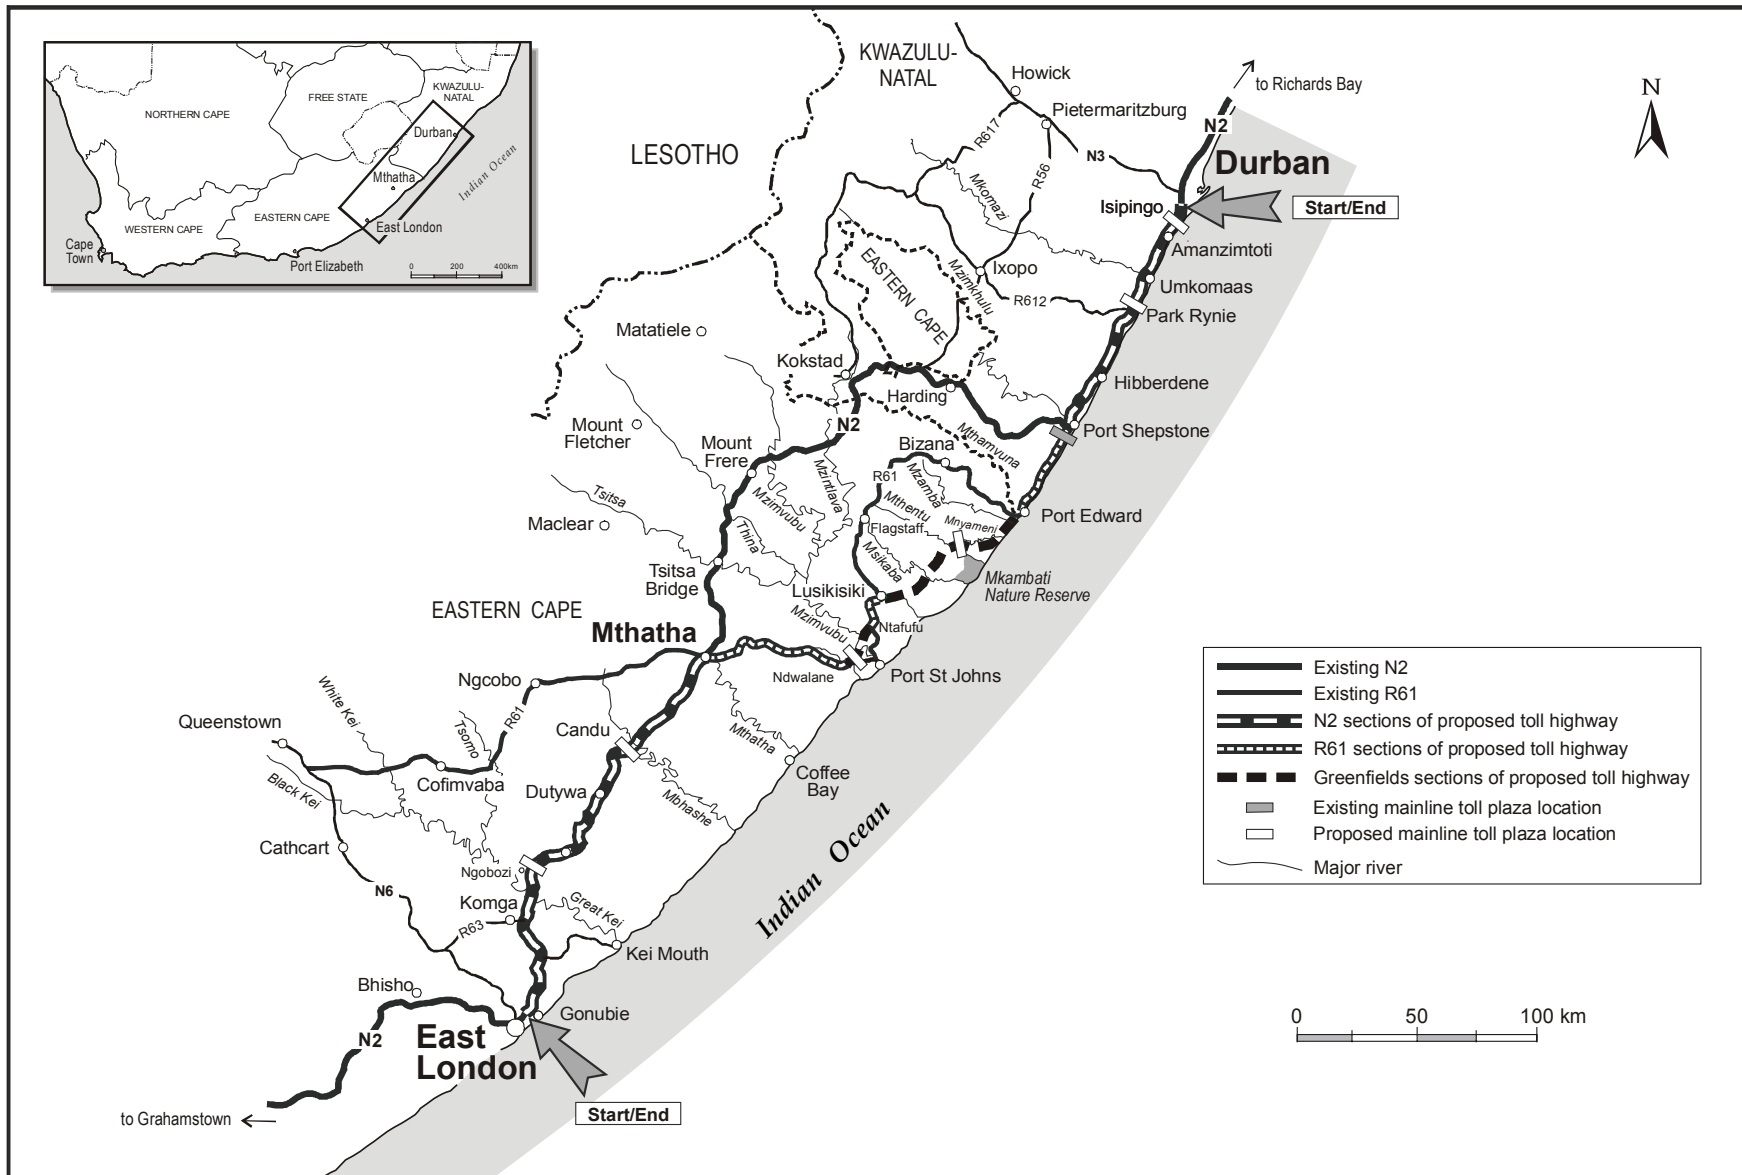 NORTHERN CAPE
FREE STATE
KWAZULU-
NATAL
Durban
Mthatha
Indian Ocean
EASTERN CAPE
WESTERN CAPE
East London
Cape
Town
Port Elizabeth
0 200 400km
KWAZULU-
NATAL
Howick
to Richards Bay
N
Pietermaritzburg
N2
R617
N3
Durban
LESOTHO
R56
Mkomazi
Isipingo
Start/End
Amanzimtoti
EASTERN
CAPE
Mzimkhulu
Ixopo
Umkomaas
R612
Park Rynie
Matatiele
Kokstad
Hibberdene
Harding
Mount
Fletcher
N2
Port Shepstone
Mthamvuna
Mount
Frere
Bizana
R61
Mzamba
Mzintlava
Mzimvubu
Mthentu
Tsitsa
Maclear
Thina
Flagstaff
Mnyameni
Port Edward
Msikaba
Tsitsa
Bridge
Mkambati
Nature Reserve
Lusikisiki
EASTERN CAPE
Mzimvubu
Ntafufu
Mthatha
Ndwalane
Port St Johns
Ngcobo
White Kei
R61
Queenstown
Tsomo
Candu
Mthatha
Coffee
Bay
Cofimvaba
Black Kei
Dutywa
Mbhashe
Cathcart
Ngobozi
N6
Komga
Great Kei
R63
Kei Mouth
Indian Ocean
Bhisho
Gonubie
N2
East
London
Start/End
to Grahamstown
Existing N2
Existing R61
N2 sections of proposed toll highway
R61 sections of proposed toll highway
Greenfields sections of proposed toll highway
Existing mainline toll plaza location
Proposed mainline toll plaza location
Major river
0 50 100 km